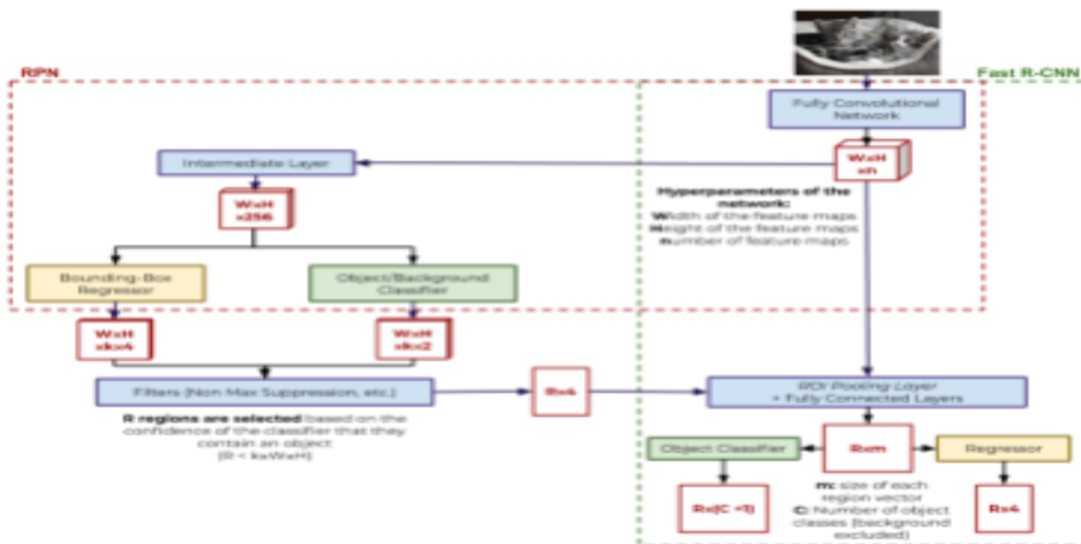 RPN
Fast R-CNN
Fully Convolutional
Network
Intermediate Layer
WxH
xn
Hyperparameters of the
network:
Width of the feature maps
Height of the feature maps
number of feature maps
WxH
x256
Bounding-Box
Regressor
Object/Background
Classifier
WxH
xkx4
WxH
xkx2
Filters (Non Max Suppression, etc.)
Rx4
ROI Pooling Layer
+ Fully Connected Layers
R regions are selected based on the
confidence of the classifier that they
contain an object
(R < kxWxH)
Object Classifier
Rxm
Regressor
m: size of each
region vector
C: Number of object
classes (background
excluded)
Rx(C +1)
Rx4